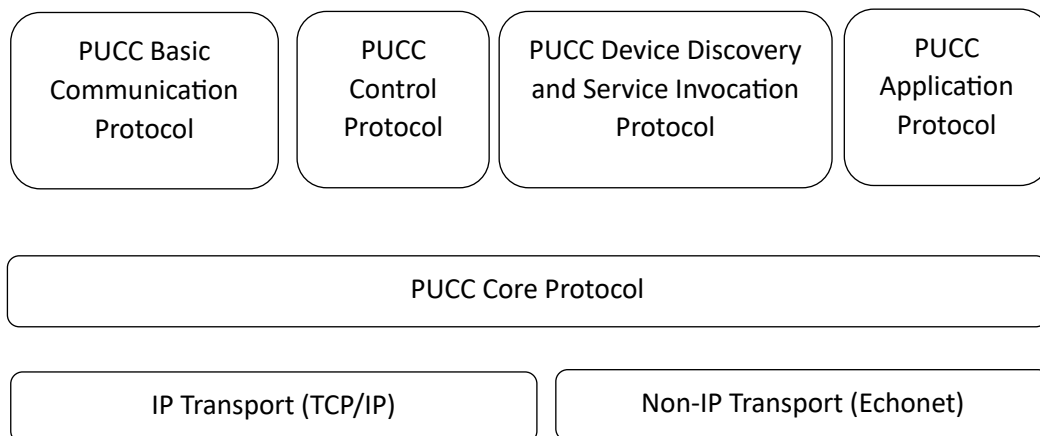 PUCC Basic
Communication
Protocol
PUCC
Control
Protocol
PUCC Device Discovery
and Service Invocation
Protocol
PUCC
Application
Protocol
PUCC Core Protocol
IP Transport (TCP/IP)
Non-IP Transport (Echonet)